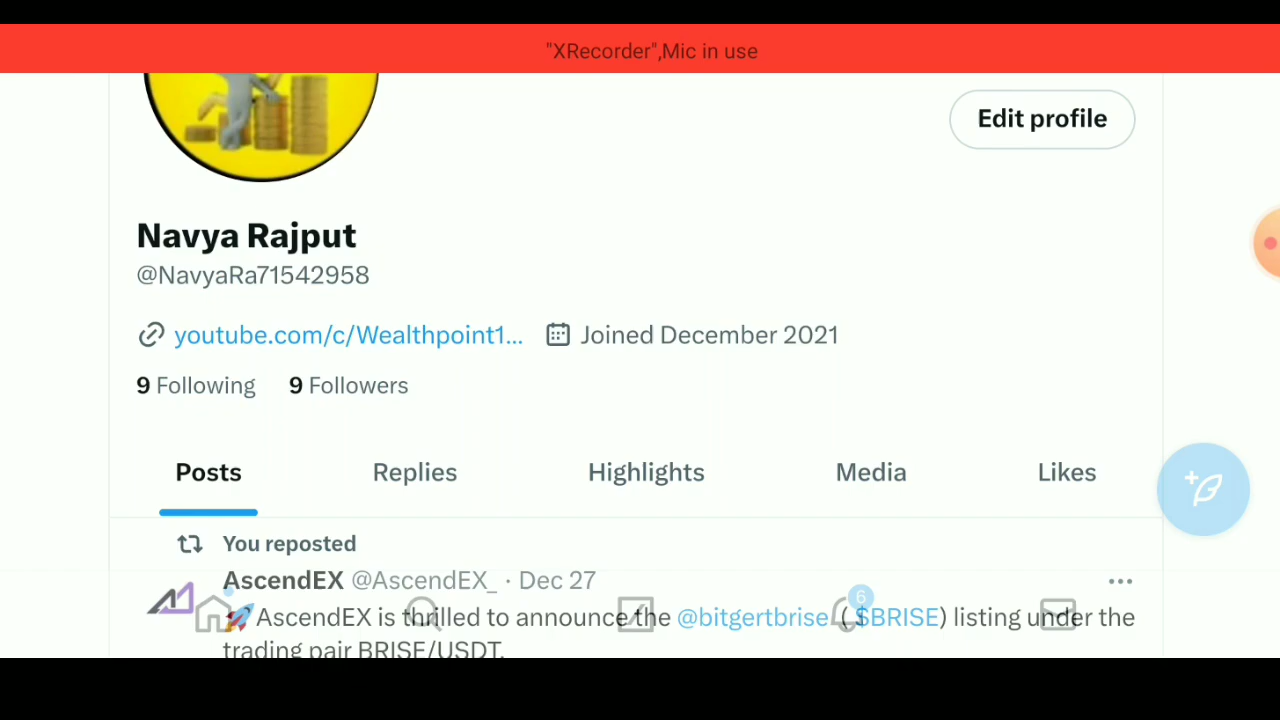 "XRecorder",Mic in use
Edit profile
Navya Rajput
@NavyaRa71542958
youtube.com/c/Wealthpoint1... Joined December 2021
9 Following 9 Followers
Posts Replies Highlights Media Likes
You reposted
AscendEX @AscendEX_ · Dec 27
6
🚀AscendEX is thrilled to announce the @bitgertbrise ( $BRISE) listing under the
trading pair BRISE/USDT.